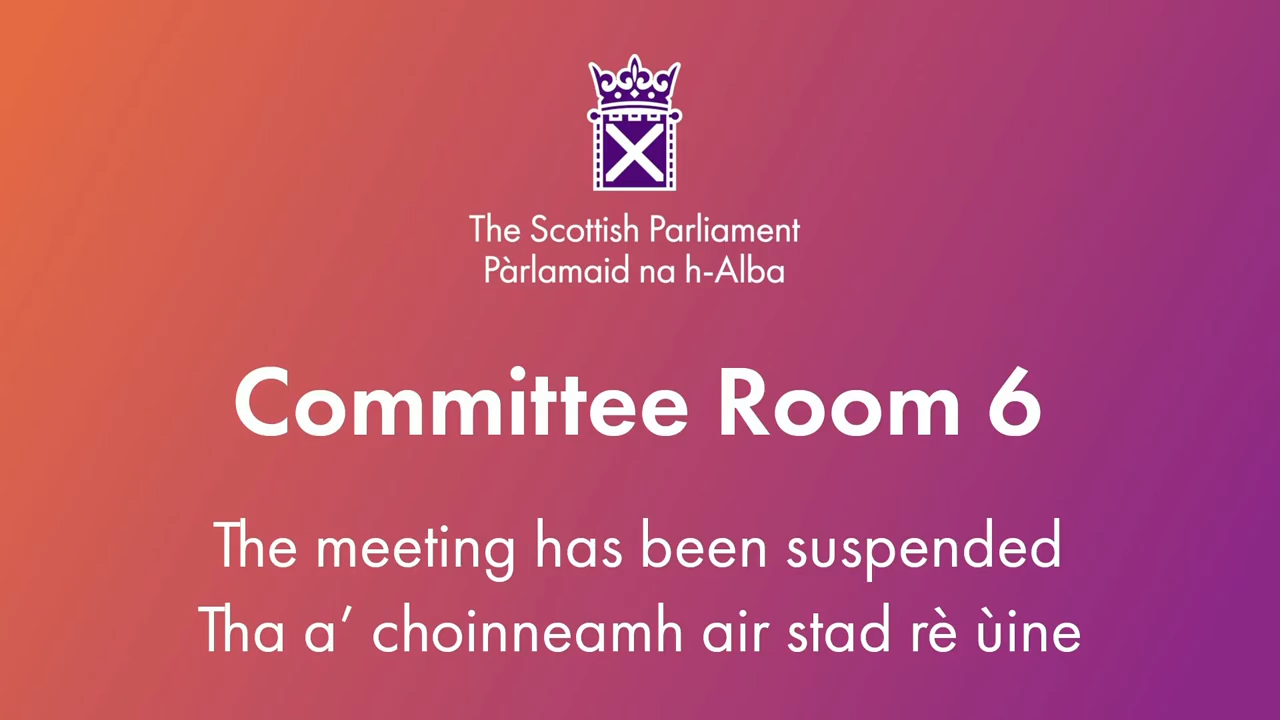 The Scottish Parliament
Pàrlamaid na h-Alba
Committee Room 6
The meeting has been suspended
Tha a’ choinneamh air stad rè ùine